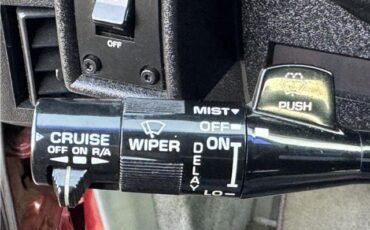 OFF
PUSH
MIST
OFF
ON
DELAY
LO
CRUISE
OFF ON R/A
WIPER